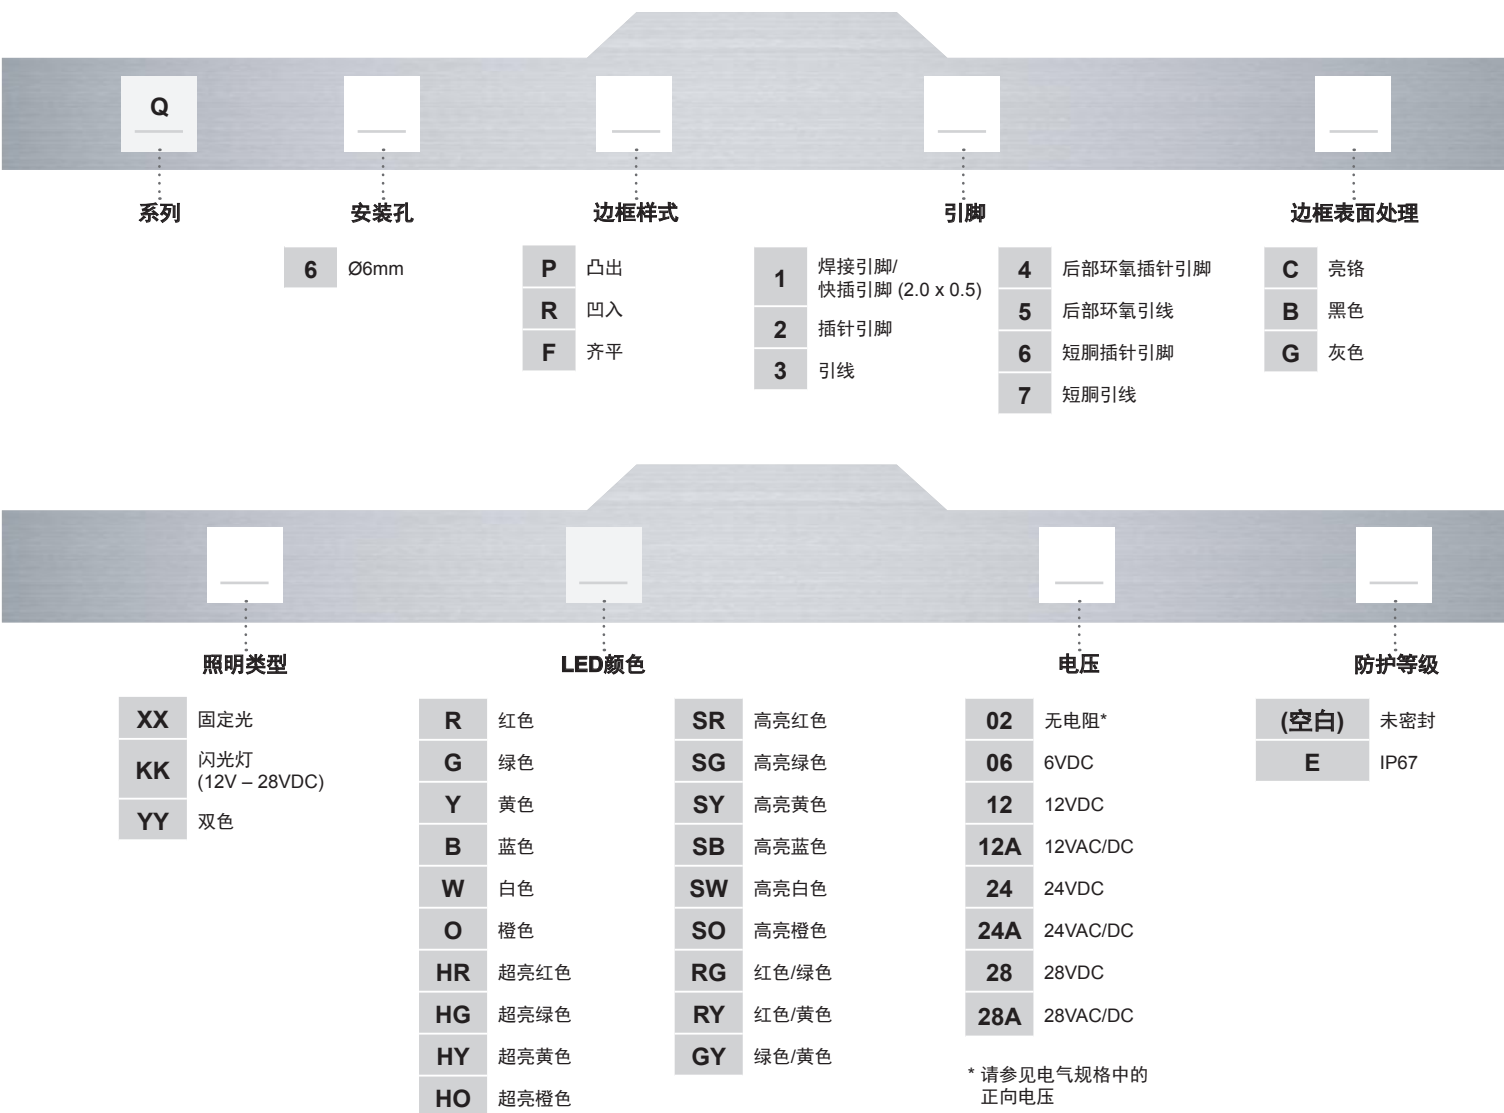 Q
系列
安装孔
边框样式
引脚
边框表面处理
6 Ø6mm
P 凸出
R 凹入
F 齐平
1 焊接引脚/
快插引脚 (2.0 x 0.5)
2 插针引脚
3 引线
4 后部环氧插针引脚
5 后部环氧引线
6 短胴插针引脚
7 短胴引线
C 亮铬
B 黑色
G 灰色
照明类型
LED颜色
电压
防护等级
XX 固定光
KK 闪光灯
(12V – 28VDC)
YY 双色
R 红色
G 绿色
Y 黄色
B 蓝色
W 白色
O 橙色
HR 超亮红色
HG 超亮绿色
HY 超亮黄色
HO 超亮橙色
SR 高亮红色
SG 高亮绿色
SY 高亮黄色
SB 高亮蓝色
SW 高亮白色
SO 高亮橙色
RG 红色/绿色
RY 红色/黄色
GY 绿色/黄色
02 无电阻*
06 6VDC
12 12VDC
12A 12VAC/DC
24 24VDC
24A 24VAC/DC
28 28VDC
28A 28VAC/DC
* 请参见电气规格中的
正向电压
(空白) 未密封
E IP67